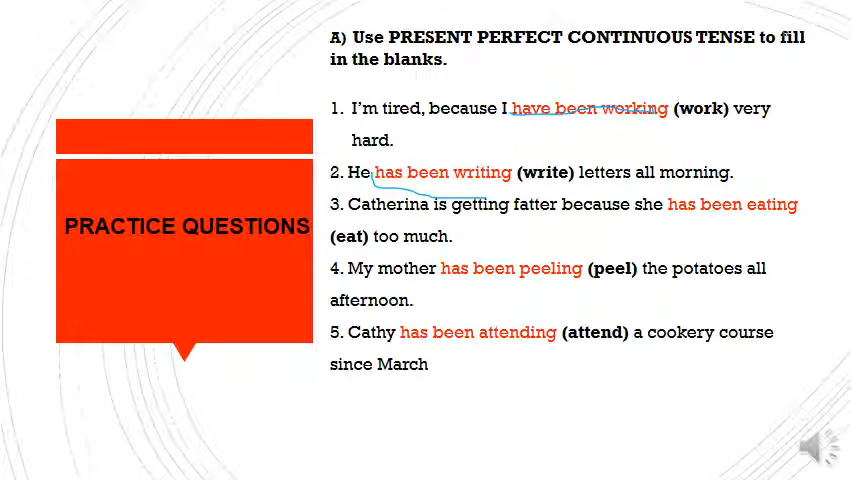 A) Use PRESENT PERFECT CONTINUOUS TENSE to fill
in the blanks.
1. I'm tired, because I have been working (work) very
hard.
2. He has been writing (write) letters all morning.
3. Catherina is getting fatter because she has been eating
(eat) too much.
4. My mother has been peeling (peel) the potatoes all
afternoon.
5. Cathy has been attending (attend) a cookery course
since March
PRACTICE QUESTIONS